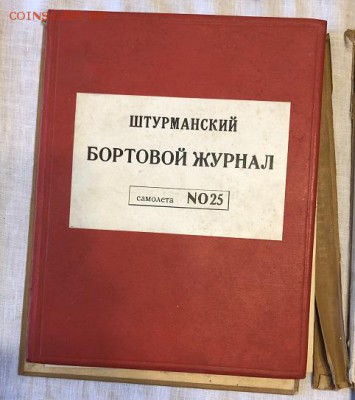 ШТУРМАНСКИЙ
БОРТОВОЙ ЖУРНАЛ
самолета NO25